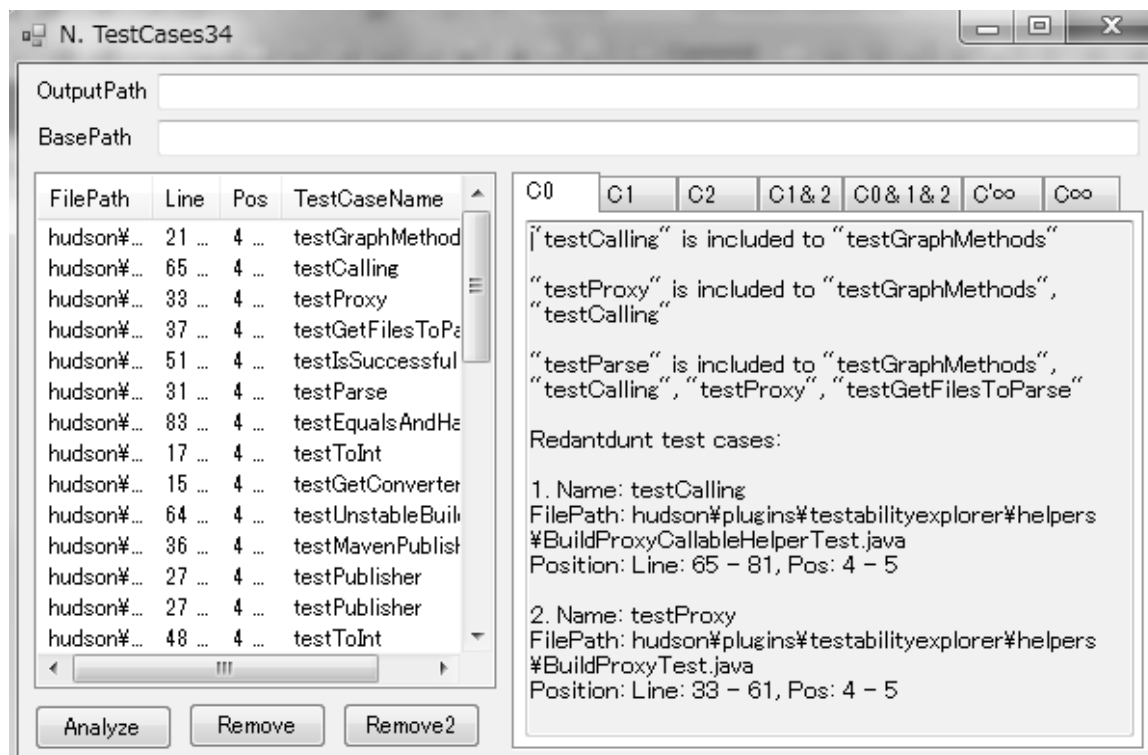 N. TestCases34
OutputPath
BasePath
FilePath Line Pos TestCaseName
hudson¥... 21 ... 4 ... testGraphMethod
hudson¥... 65 ... 4 ... testCalling
hudson¥... 33 ... 4 ... testProxy
hudson¥... 37 ... 4 ... testGetFilesToPa
hudson¥... 51 ... 4 ... testIsSuccessful
hudson¥... 31 ... 4 ... testParse
hudson¥... 83 ... 4 ... testEqualsAndHa
hudson¥... 17 ... 4 ... testToInt
hudson¥... 15 ... 4 ... testGetConverter
hudson¥... 64 ... 4 ... testUnstableBuil
hudson¥... 36 ... 4 ... testMavenPublish
hudson¥... 27 ... 4 ... testPublisher
hudson¥... 27 ... 4 ... testPublisher
hudson¥... 48 ... 4 ... testToInt
Analyze Remove Remove2
C0 C1 C2 C1&2 C0&1&2 C'∞ C∞
"testCalling" is included to "testGraphMethods"
"testProxy" is included to "testGraphMethods",
"testCalling"
"testParse" is included to "testGraphMethods",
"testCalling", "testProxy", "testGetFilesToParse"
Redantdunt test cases:
1. Name: testCalling
FilePath: hudson¥plugins¥testabilityexplorer¥helpers
¥BuildProxyCallableHelperTest.java
Position: Line: 65 - 81, Pos: 4 - 5
2. Name: testProxy
FilePath: hudson¥plugins¥testabilityexplorer¥helpers
¥BuildProxyTest.java
Position: Line: 33 - 61, Pos: 4 - 5